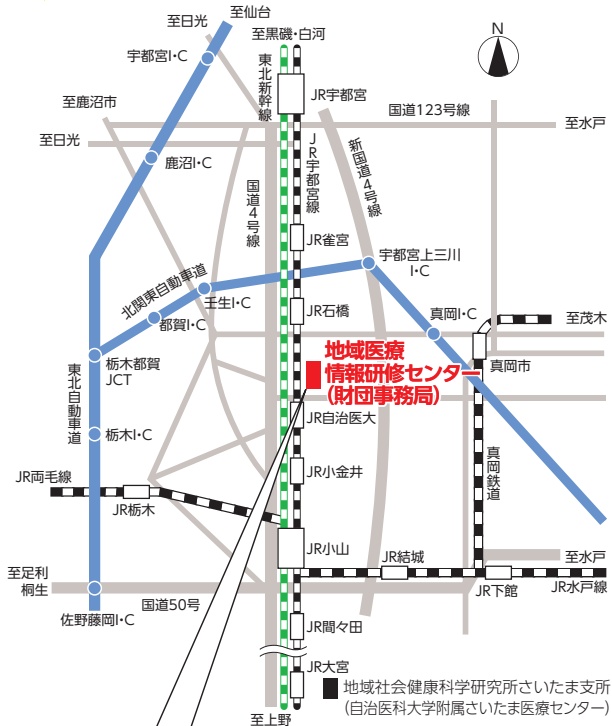 至日光
至仙台
至黒磯・白河
N
宇都宮I・C
東北新幹線
JR宇都宮
至鹿沼市
国道123号線
至水戸
至日光
鹿沼I・C
国道4号線
JR宇都宮線
新国道4号線
JR雀宮
宇都宮上三川
I・C
北関東自動車道
壬生I・C
都賀I・C
JR石橋
真岡I・C
至茂木
真岡市
栃木都賀
JCT
地域医療
情報研修センター
(財団事務局)
東北自動車道
JR自治医大
栃木I・C
JR小金井
真岡鉄道
JR両毛線
JR栃木
JR小山
JR結城
至水戸
至足利
桐生
JR下館
JR水戸線
国道50号
佐野藤岡I・C
JR間々田
JR大宮
地域社会健康科学研究所さいたま支所
(自治医科大学附属さいたま医療センター)
至上野